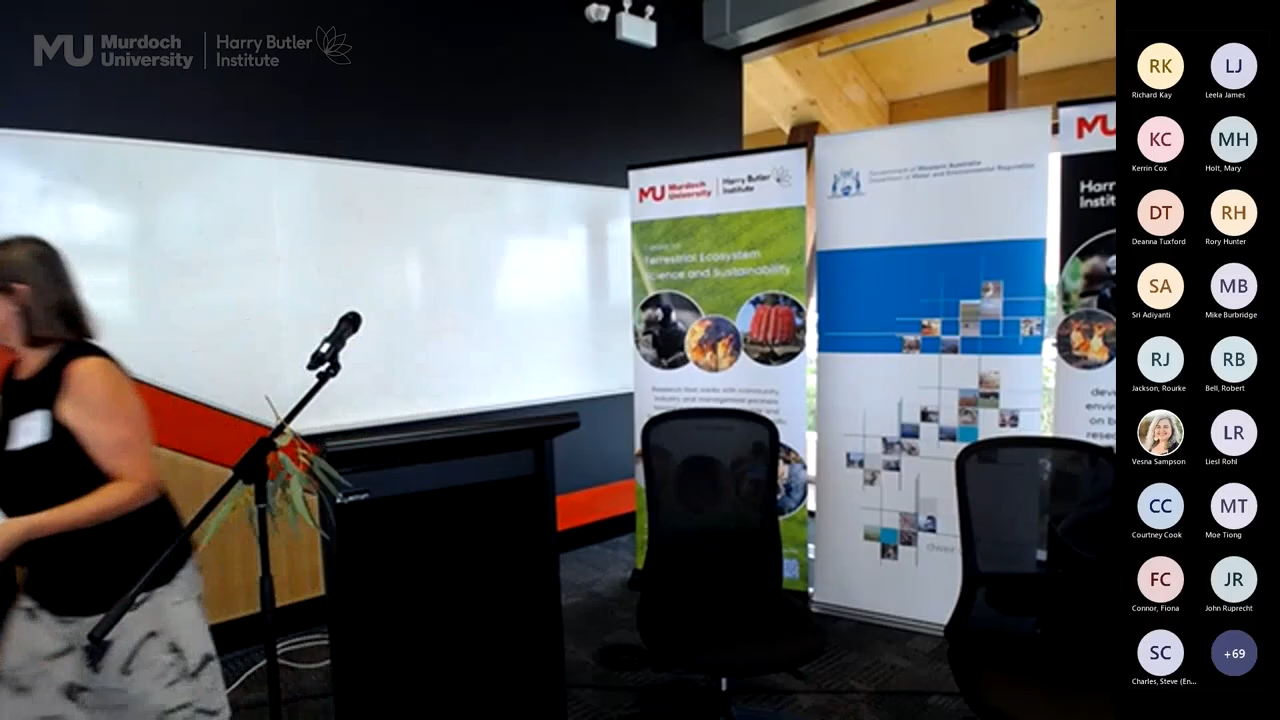 MU Murdoch University | Harry Butler Institute
MU Murdoch University | Harry Butler Institute
Terrestrial Ecosystem
Science and Sustainability
Government of Western Australia
Department of Water and Environmental Regulation
MU
Harr
Instit
RK
Richard Kay
LJ
Leela James
KC
Kerrin Cox
MH
Holt, Mary
DT
Deanna Tuxford
RH
Rory Hunter
SA
Sri Adiyanti
MB
Mike Burbridge
RJ
Jackson, Rourke
RB
Bell, Robert
Vesna Sampson
LR
Liesl Rohl
CC
Courtney Cook
MT
Moe Tiong
FC
Connor, Fiona
JR
John Ruprecht
SC
Charles, Steve (En...
+69